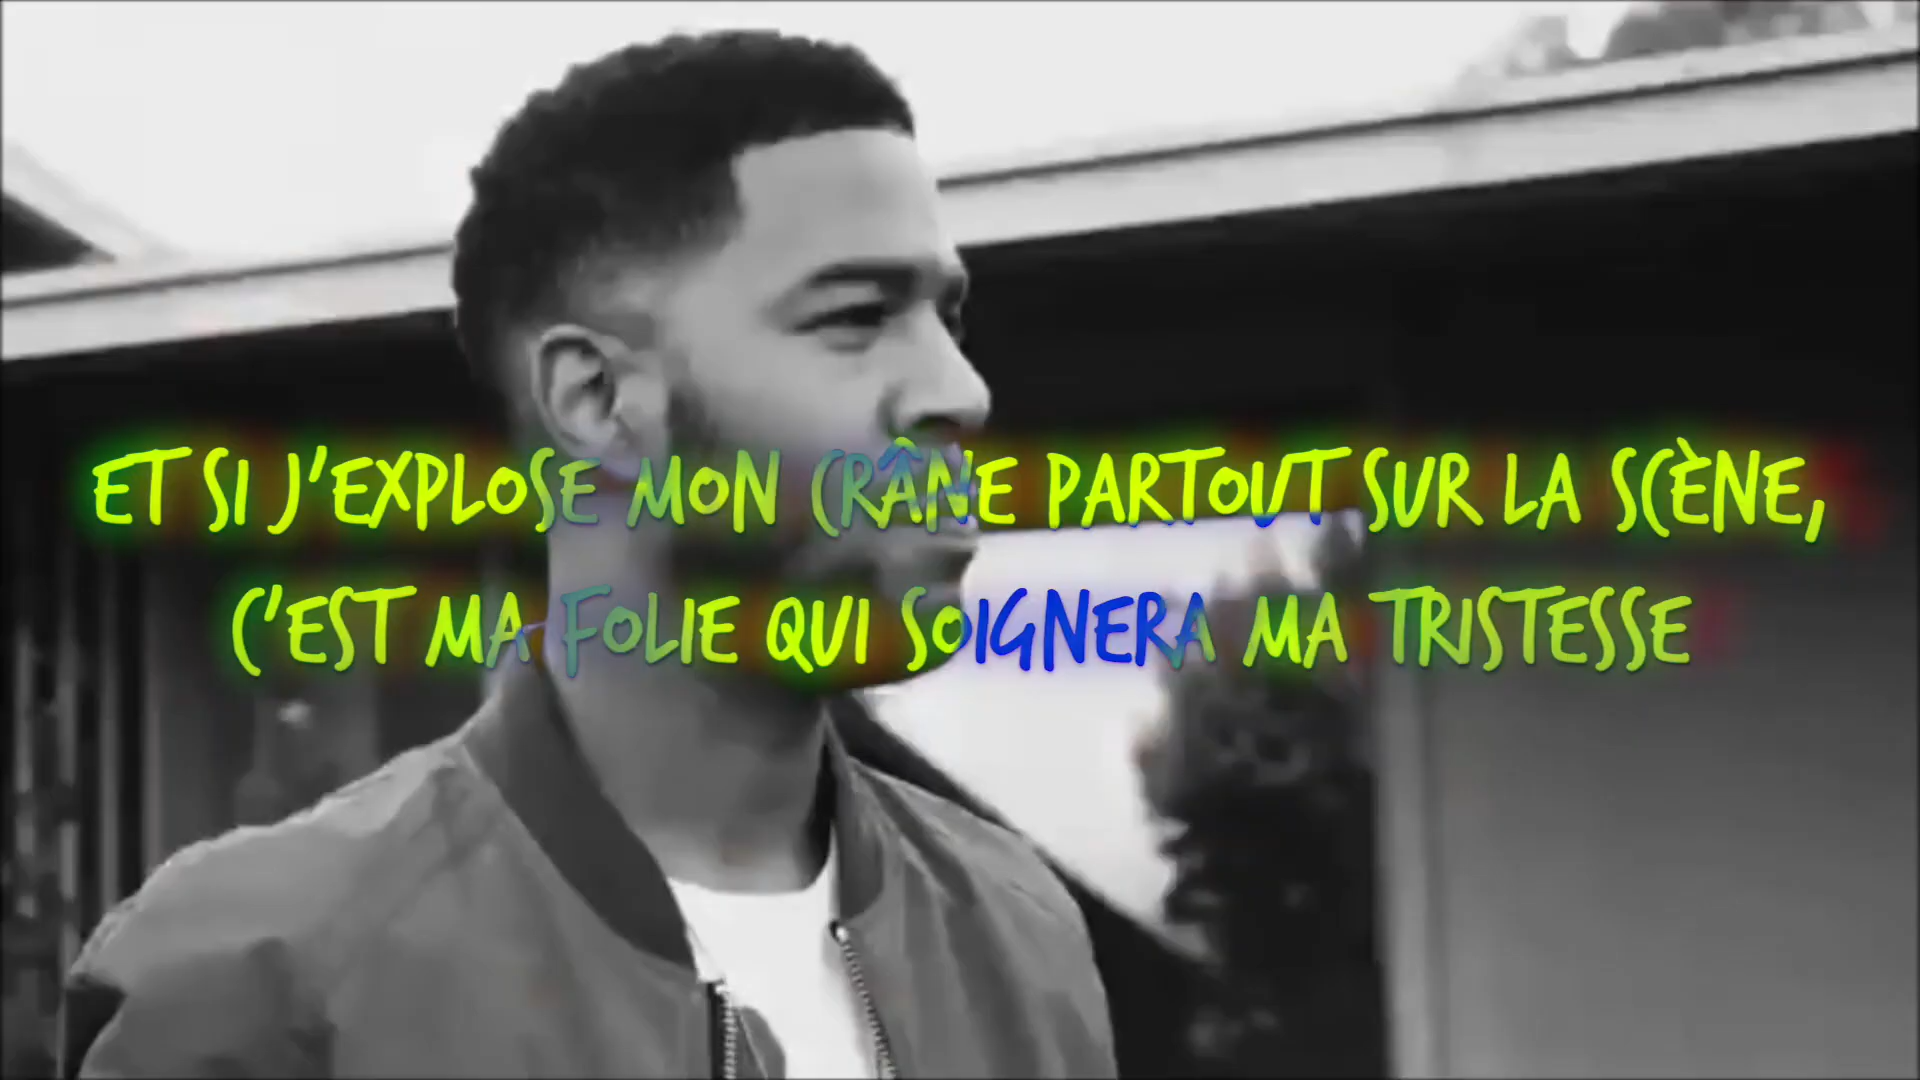 ET SI J'EXPLOSE MON CRÂNE PARTOUT SUR LA SCÈNE,
C'EST MA FOLIE QUI SOIGNERA MA TRISTESSE